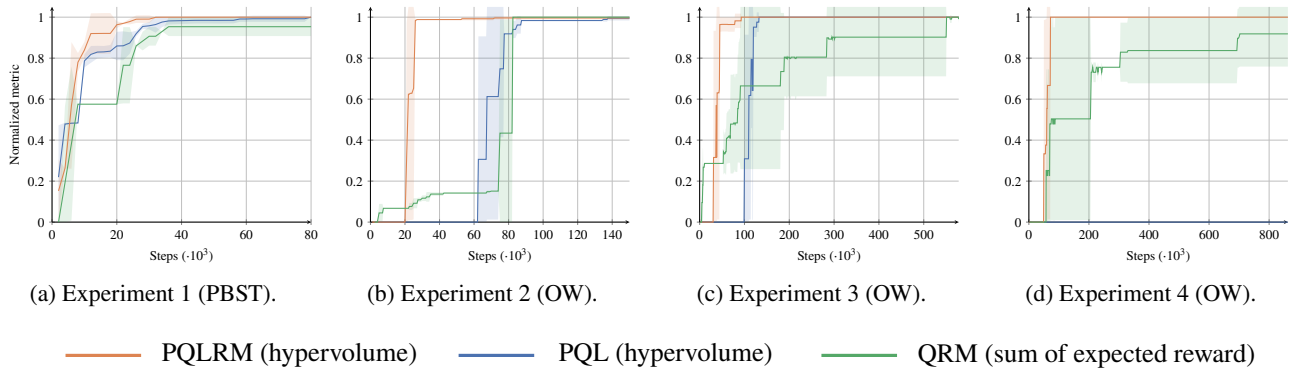 Normalized metric
1
0.8
0.6
0.4
0.2
0
0 20 40 60 80
Steps (·10³)
1
0.8
0.6
0.4
0.2
0
0 20 40 60 80 100 120 140
Steps (·10³)
1
0.8
0.6
0.4
0.2
0
0 100 200 300 400 500
Steps (·10³)
1
0.8
0.6
0.4
0.2
0
0 200 400 600 800
Steps (·10³)
(a) Experiment 1 (PBST).
(b) Experiment 2 (OW).
(c) Experiment 3 (OW).
(d) Experiment 4 (OW).
PQLRM (hypervolume)
PQL (hypervolume)
QRM (sum of expected reward)